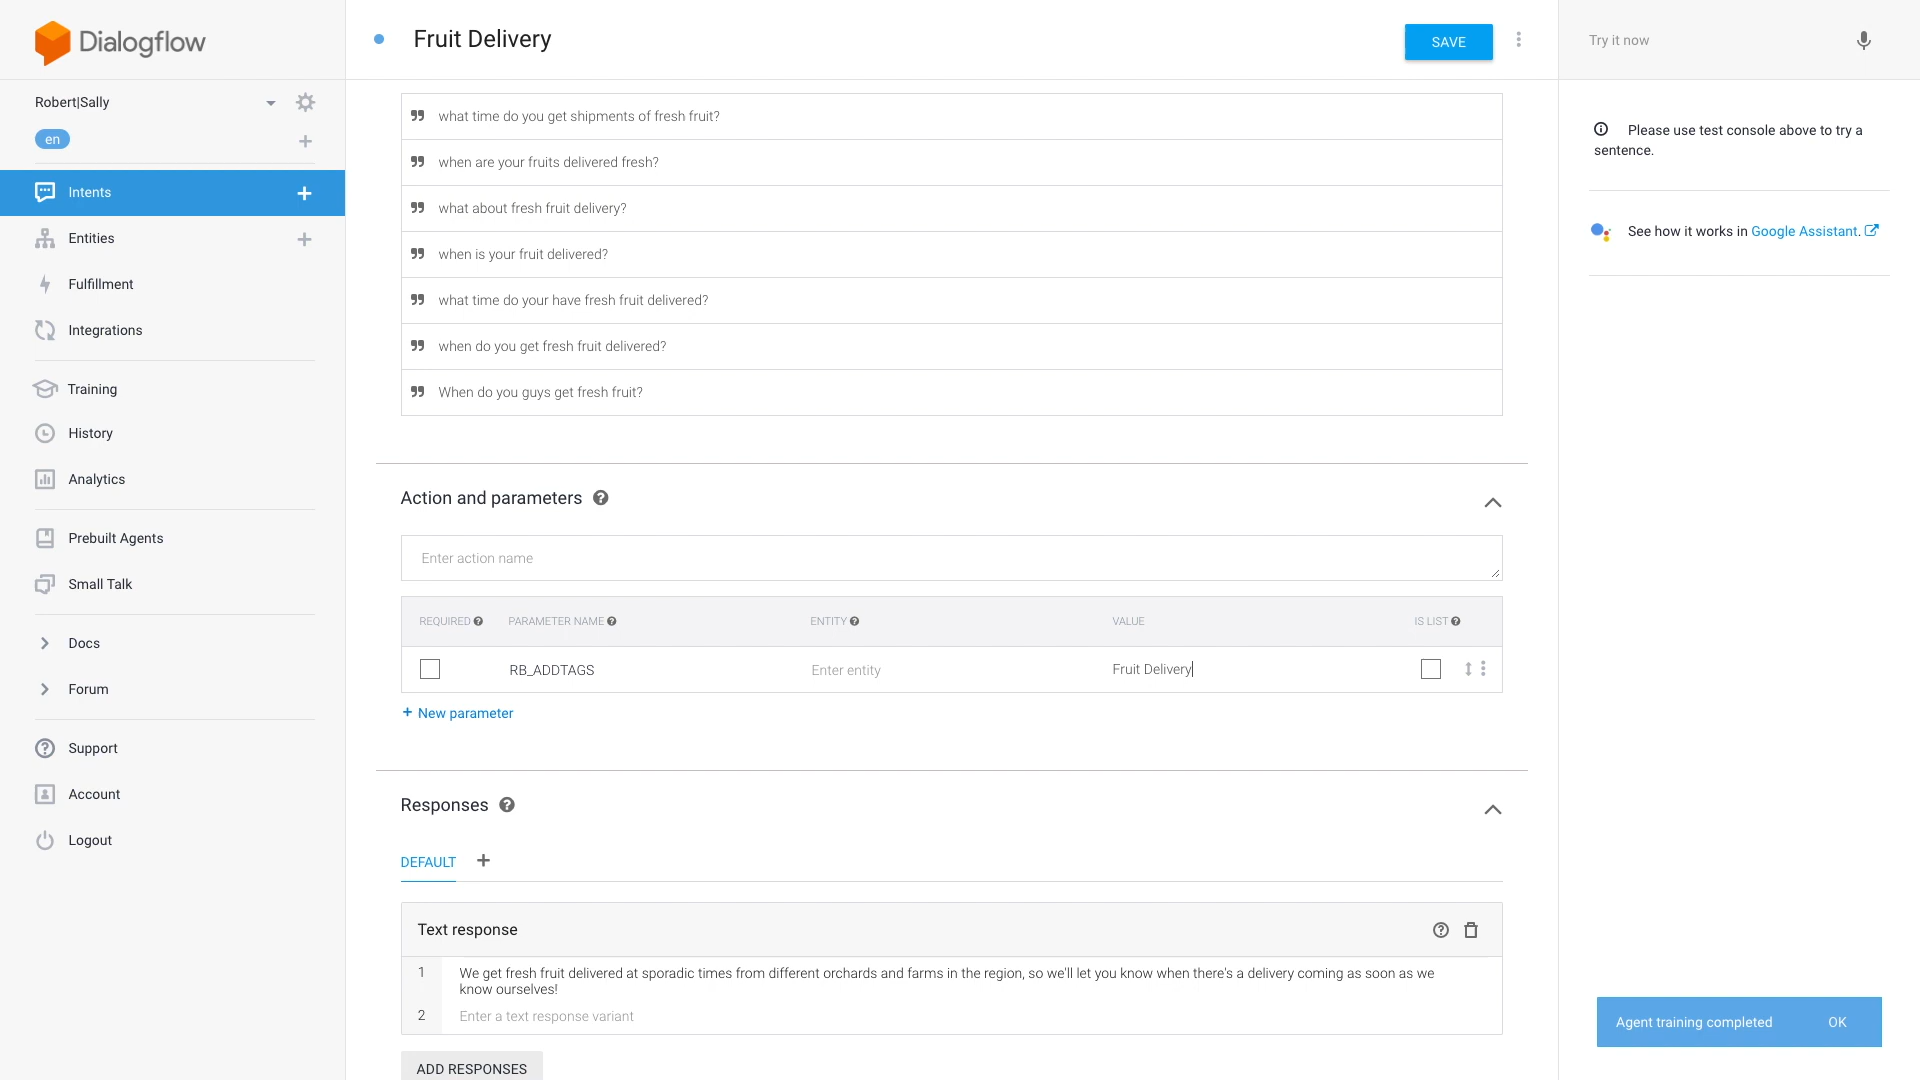 Dialogflow
Robert|Sally
en
Intents
Entities
Fulfillment
Integrations
Training
History
Analytics
Prebuilt Agents
Small Talk
Docs
Forum
Support
Account
Logout
Fruit Delivery
SAVE
what time do you get shipments of fresh fruit?
when are your fruits delivered fresh?
what about fresh fruit delivery?
when is your fruit delivered?
what time do your have fresh fruit delivered?
when do you get fresh fruit delivered?
When do you guys get fresh fruit?
Action and parameters
Enter action name
REQUIRED PARAMETER NAME ENTITY VALUE IS LIST
RB_ADDTAGS Enter entity Fruit Delivery
+ New parameter
Responses
DEFAULT +
Text response
1 We get fresh fruit delivered at sporadic times from different orchards and farms in the region, so we'll let you know when there's a delivery coming as soon as we
know ourselves!
2 Enter a text response variant
ADD RESPONSES
Try it now
Please use test console above to try a
sentence.
See how it works in Google Assistant.
Agent training completed OK